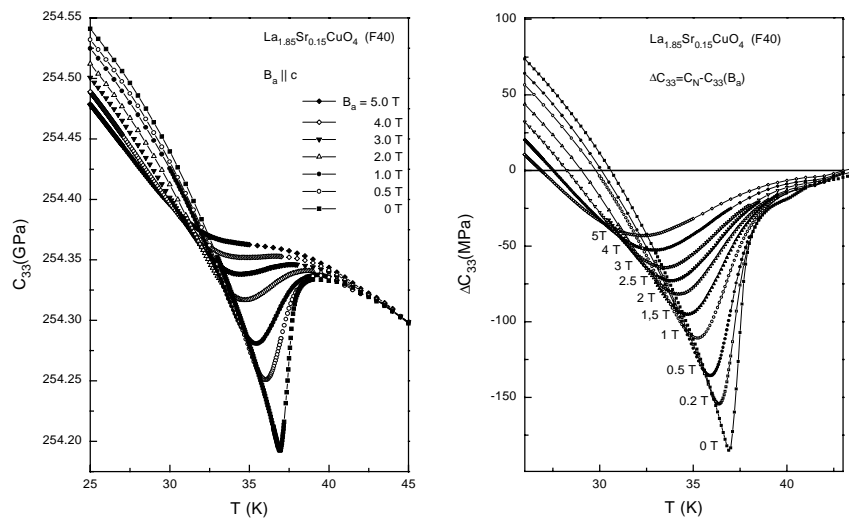 La1.85Sr0.15CuO4 (F40)
Ba || c
Ba = 5.0 T
4.0 T
3.0 T
2.0 T
1.0 T
0.5 T
0 T
254.55
254.50
254.45
254.40
254.35
254.30
254.25
254.20
C33(GPa)
25
30
35
40
45
T (K)
La1.85Sr0.15CuO4 (F40)
ΔC33=CN-C33(Ba)
100
50
0
-50
-100
-150
ΔC33(MPa)
5T
4 T
3 T
2.5 T
2 T
1,5 T
1 T
0.5 T
0.2 T
0 T
30
35
40
T (K)